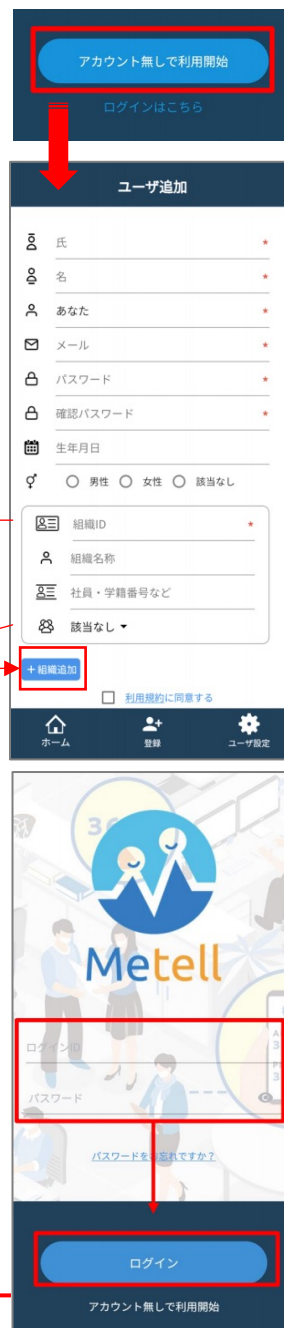 アカウント無しで利用開始
ログインはこちら
ユーザ追加
氏 *
名 *
あなた *
メール *
パスワード *
確認パスワード *
生年月日
男性 女性 該当なし
組織ID *
組織名称
社員・学籍番号など
該当なし
+組織追加
利用規約に同意する
ホーム 登録 ユーザ設定
36
Metell
ログインID
パスワード
パスワードをお忘れですか？
ログイン
アカウント無しで利用開始